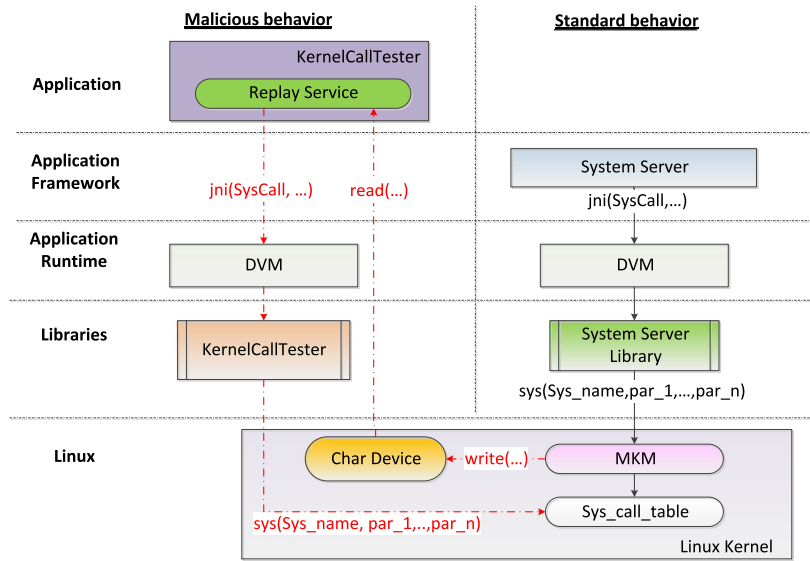 Malicious behavior
Standard behavior
KernelCallTester
Application
Replay Service
Application
Framework
System Server
jni(SysCall, ...)
read(...)
jni(SysCall,...)
Application
Runtime
DVM
DVM
Libraries
KernelCallTester
System Server
Library
sys(Sys_name,par_1,...,par_n)
Linux
Char Device
write(...)
MKM
sys(Sys_name, par_1,..,par_n)
Sys_call_table
Linux Kernel